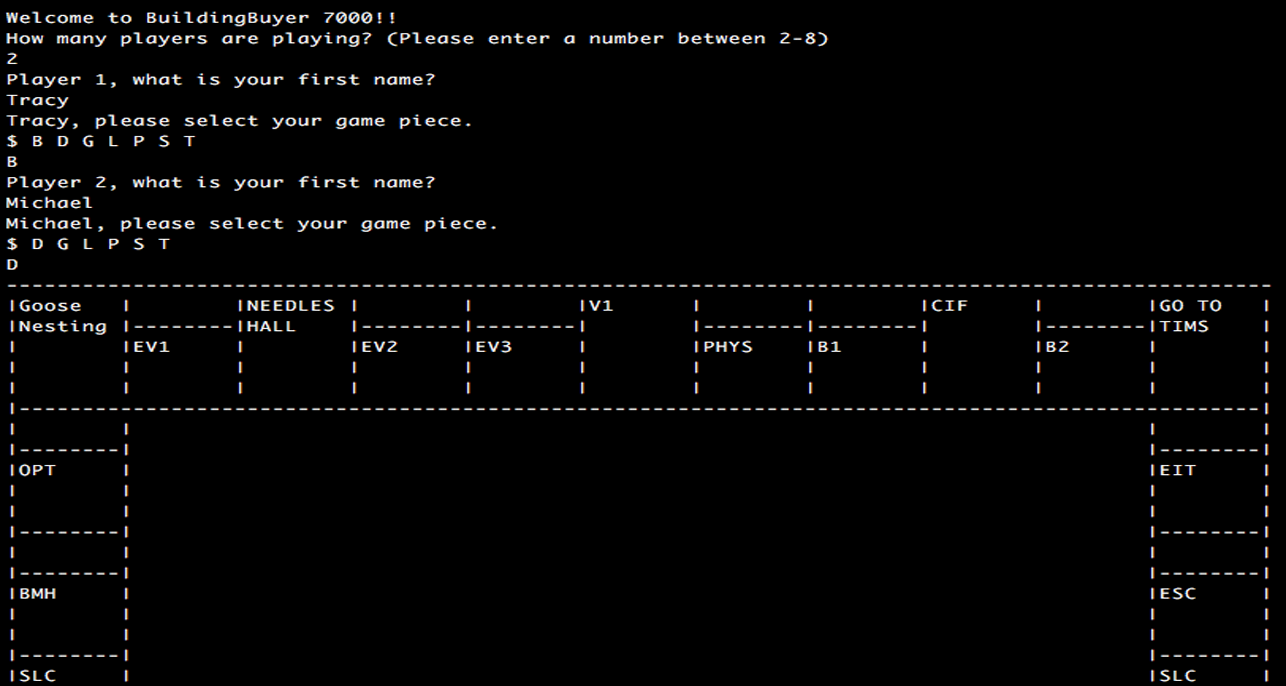 Welcome to BuildingBuyer 7000!!
How many players are playing? (Please enter a number between 2-8)
2
Player 1, what is your first name?
Tracy
Tracy, please select your game piece.
$ B D G L P S T
B
Player 2, what is your first name?
Michael
Michael, please select your game piece.
$ D G L P S T
D
Goose NEEDLES V1 CIF GO TO
Nesting HALL TIMS
EV1 EV2 EV3 PHYS B1 B2
OPT EIT
BMH ESC
SLC SLC